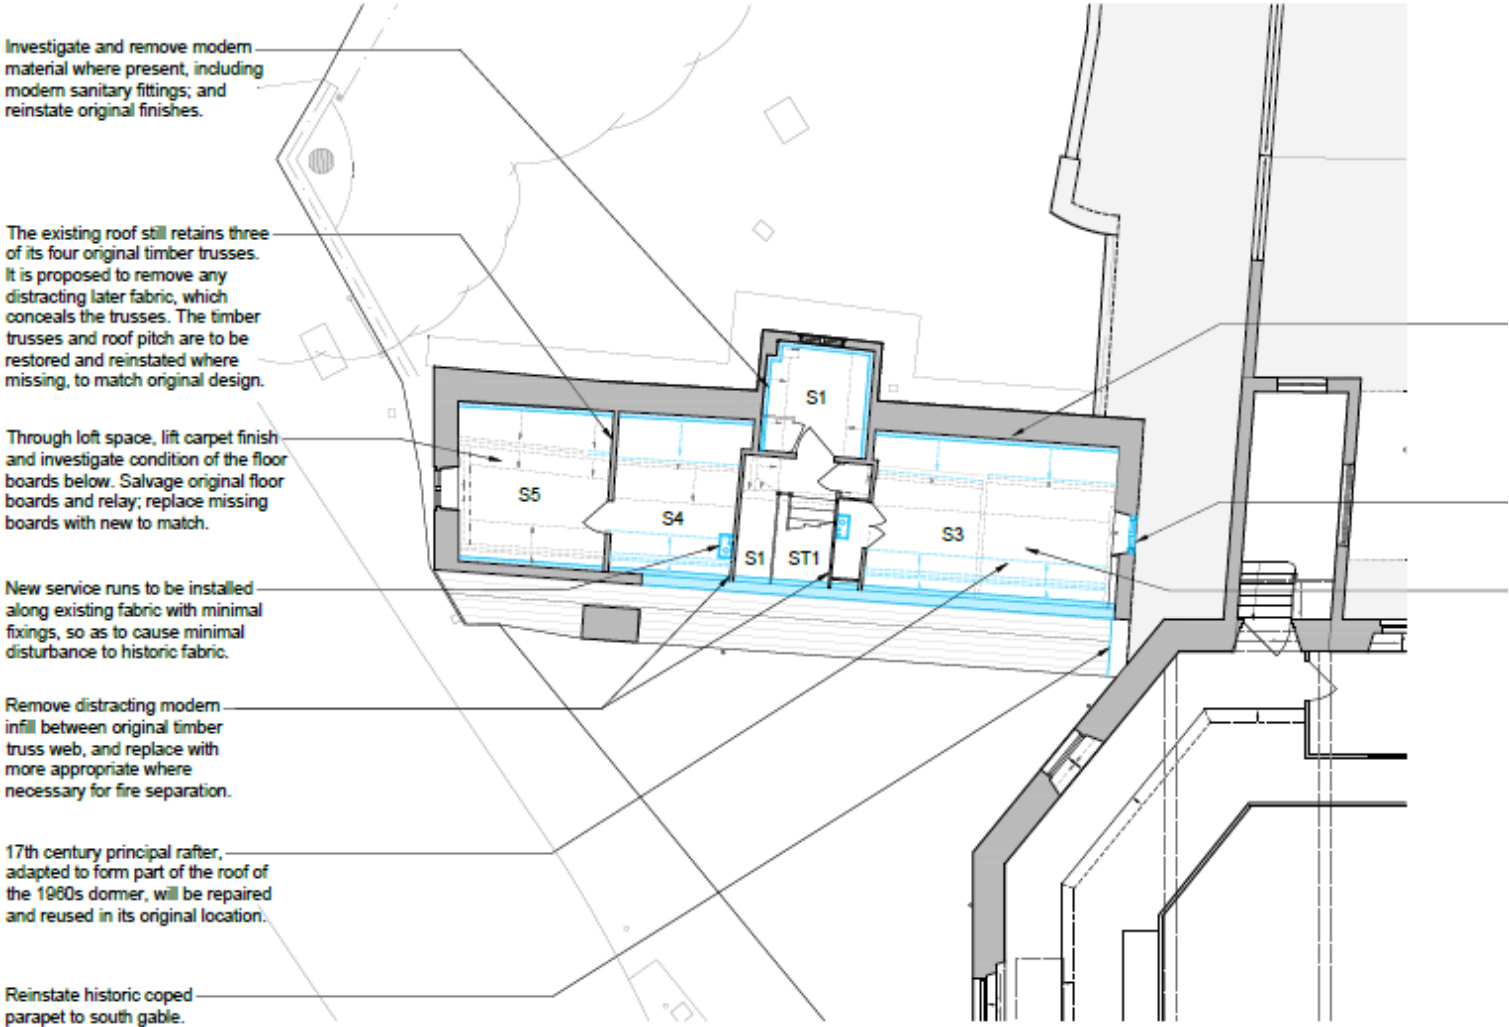 Investigate and remove modern
material where present, including
modern sanitary fittings; and
reinstate original finishes.
The existing roof still retains three
of its four original timber trusses.
It is proposed to remove any
distracting later fabric, which
conceals the trusses. The timber
trusses and roof pitch are to be
restored and reinstated where
missing, to match original design.
Through loft space, lift carpet finish
and investigate condition of the floor
boards below. Salvage original floor
boards and relay; replace missing
boards with new to match.
New service runs to be installed
along existing fabric with minimal
fixings, so as to cause minimal
disturbance to historic fabric.
Remove distracting modern
infill between original timber
truss web, and replace with
more appropriate where
necessary for fire separation.
17th century principal rafter,
adapted to form part of the roof of
the 1960s dormer, will be repaired
and reused in its original location.
Reinstate historic coped
parapet to south gable.
S1
S5
S4
S1
ST1
S3